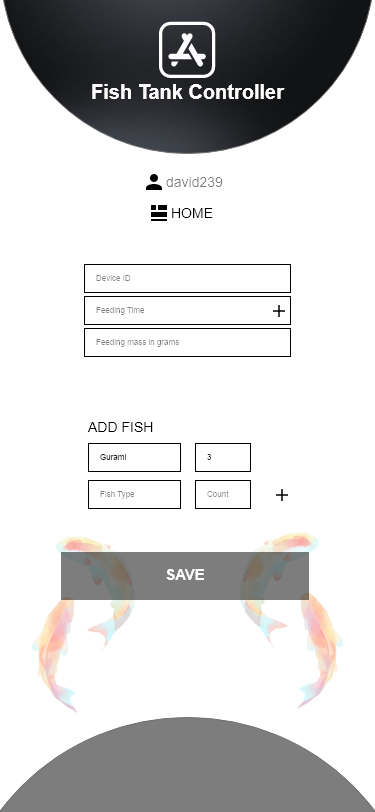 Fish Tank Controller
david239
HOME
Device ID
Feeding Time
Feeding mass in grams
ADD FISH
Gurami 3
Fish Type Count
SAVE